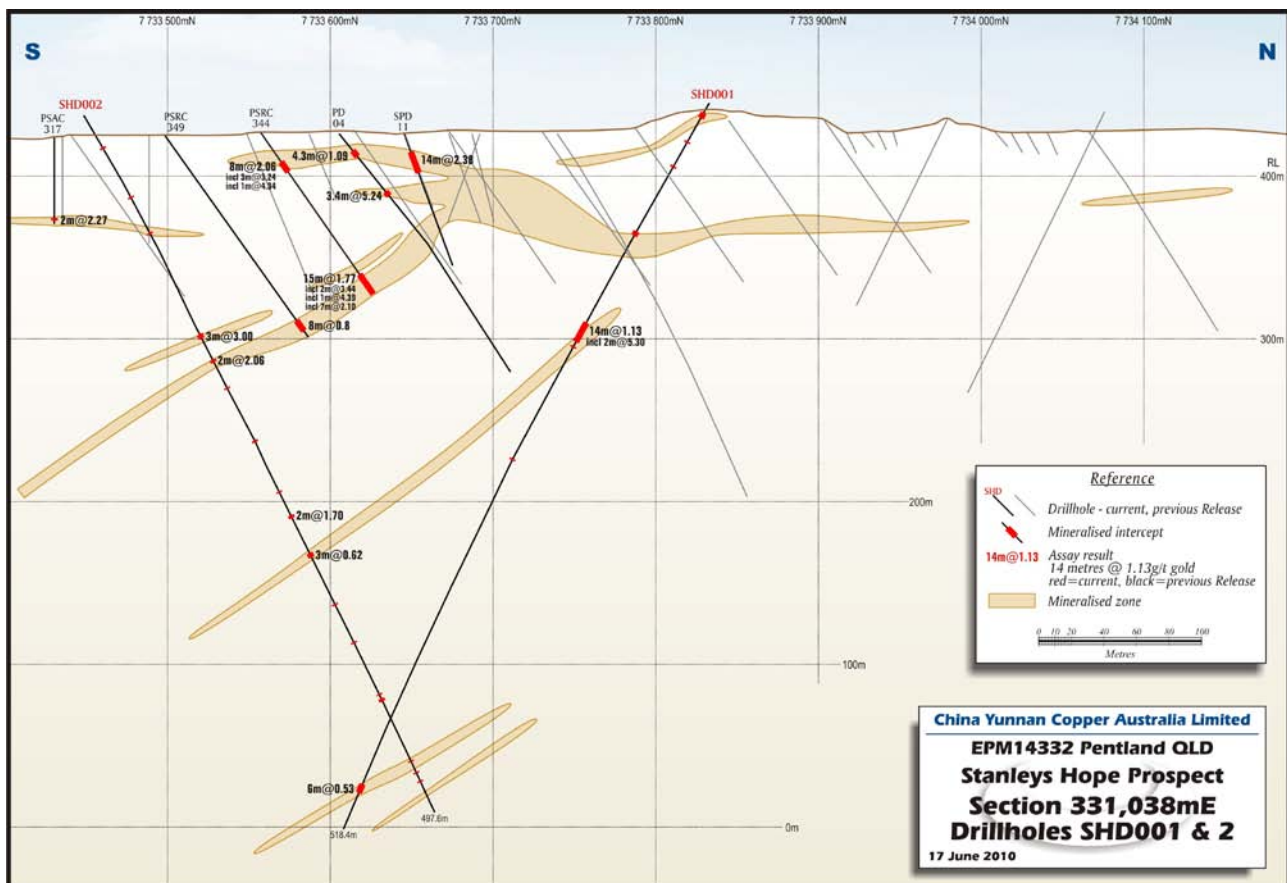 7 733 500mN
7 733 600mN
7 733 700mN
7 733 800mN
7 733 900mN
7 734 000mN
7 734 100mN
S
N
SHD002
PSAC
317
PSRC
349
PSRC
344
PD
04
SPD
11
SHD001
RL
400m
4.3m@1.09
14m@2.38
8m@2.06
incl 3m@3.24
incl 1m@4.34
3.4m@5.24
2m@2.27
15m@1.77
incl 2m@3.44
incl 1m@4.39
incl 7m@2.10
8m@0.8
3m@3.00
14m@1.13
incl 2m@5.30
300m
2m@2.06
200m
2m@1.70
3m@0.62
100m
6m@0.53
518.4m
497.6m
0m
Reference
SHD
Drillhole - current, previous Release
Mineralised intercept
14m@1.13
Assay result
14 metres @ 1.13g/t gold
red=current, black=previous Release
Mineralised zone
0 10 20 40 60 80 100
Metres
China Yunnan Copper Australia Limited
EPM14332 Pentland QLD
Stanleys Hope Prospect
Section 331,038mE
Drillholes SHD001 & 2
17 June 2010